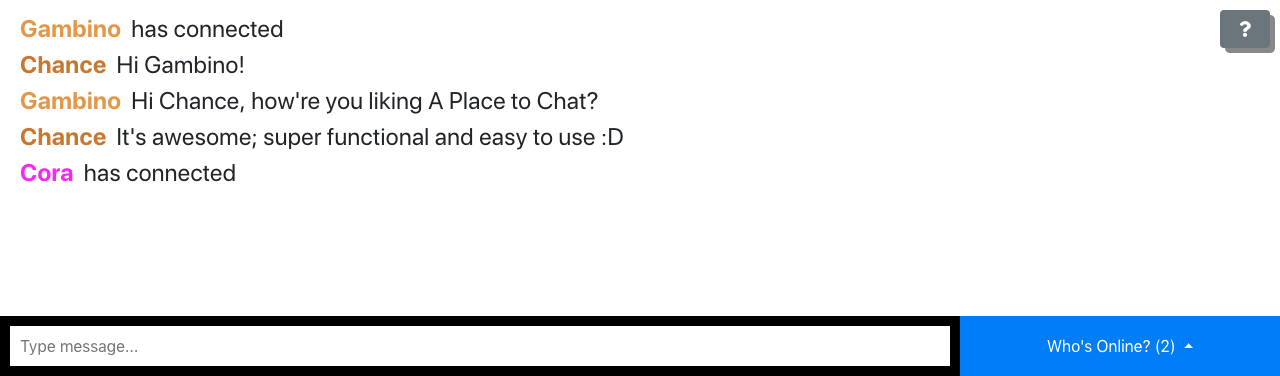 Gambino has connected
?
Chance Hi Gambino!
Gambino Hi Chance, how're you liking A Place to Chat?
Chance It's awesome; super functional and easy to use :D
Cora has connected
Type message...
Who's Online? (2)